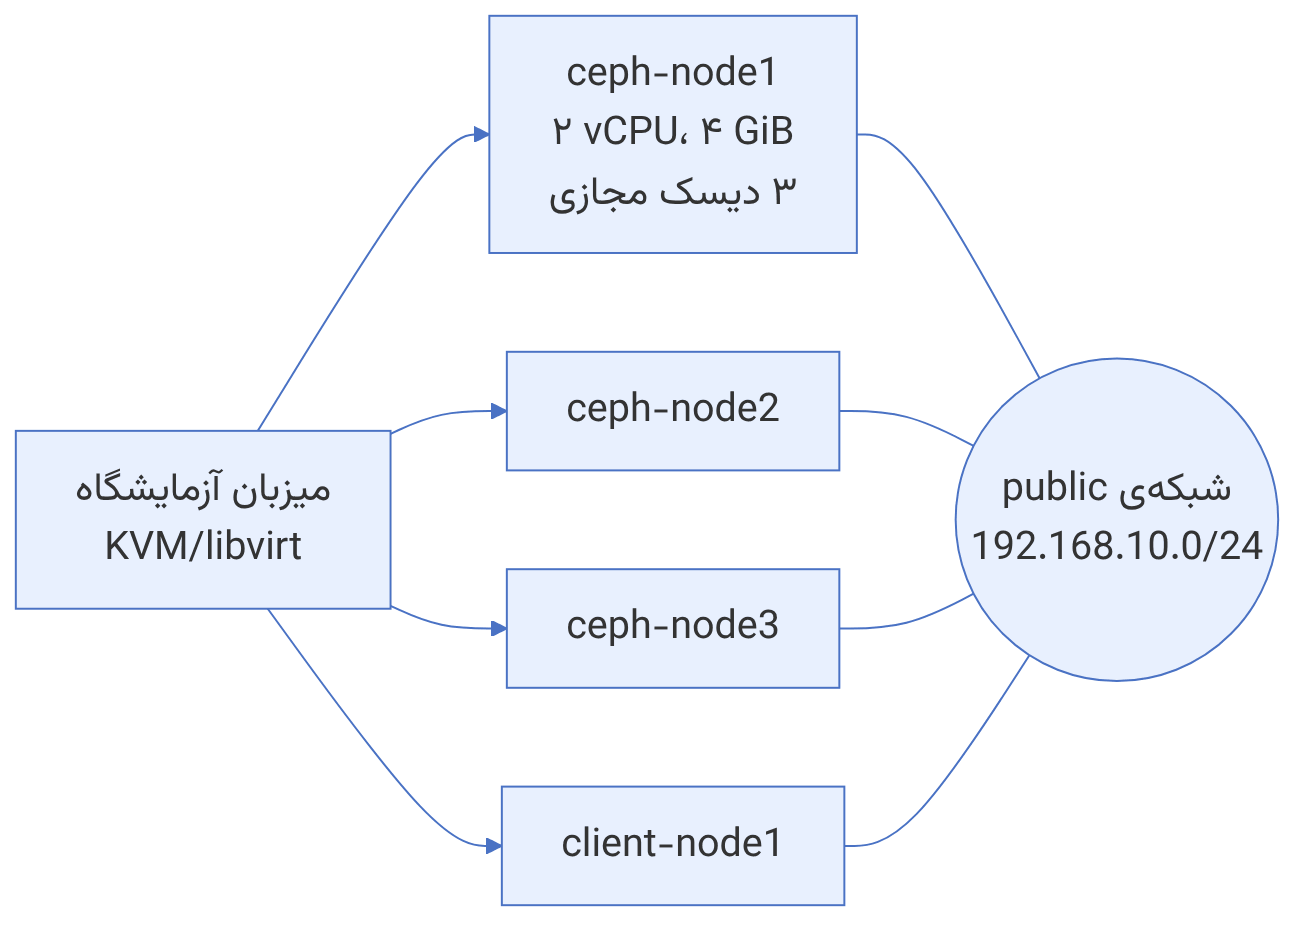 ceph-node1
۲ vCPU، ۴ GiB
۳ دیسک مجازی
ceph-node2
میزبان آزمایشگاه
KVM/libvirt
شبکه‌ی public
192.168.10.0/24
ceph-node3
client-node1